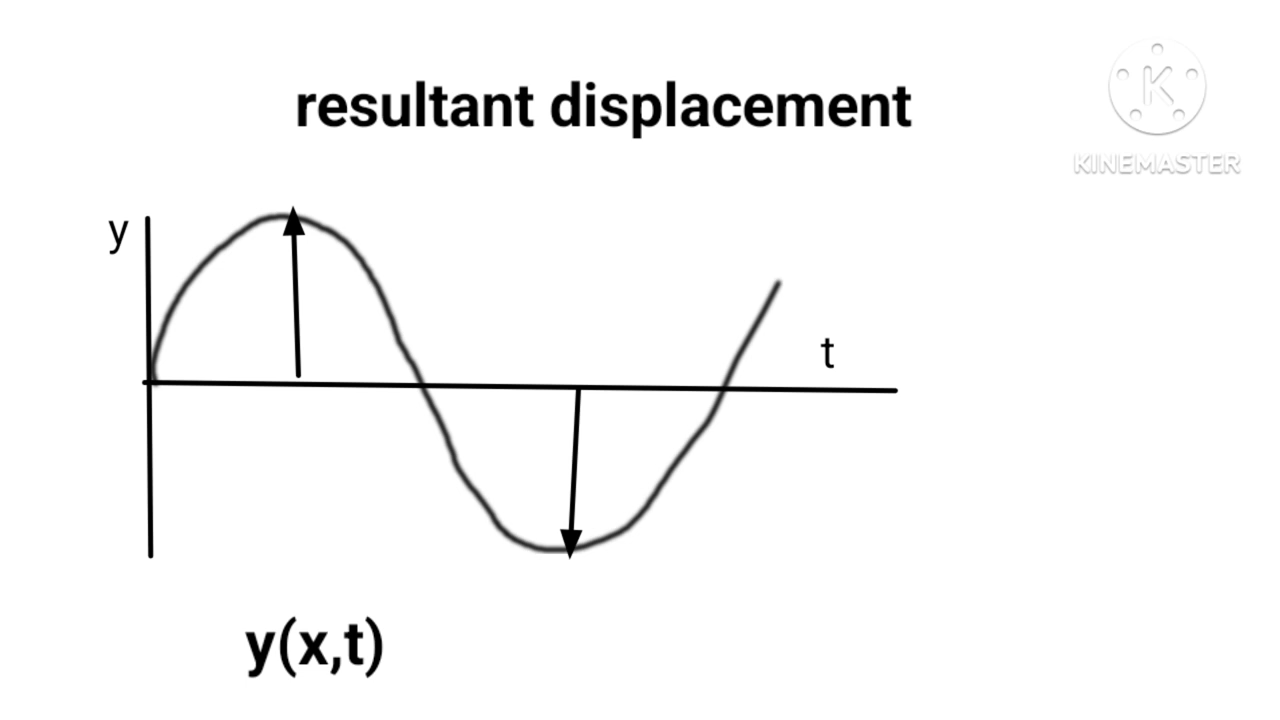 resultant displacement
K
KINEMASTER
y
t
y(x,t)